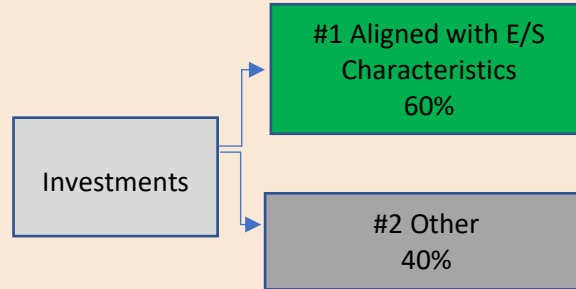 #1 Aligned with E/S
Characteristics
60%
Investments
#2 Other
40%